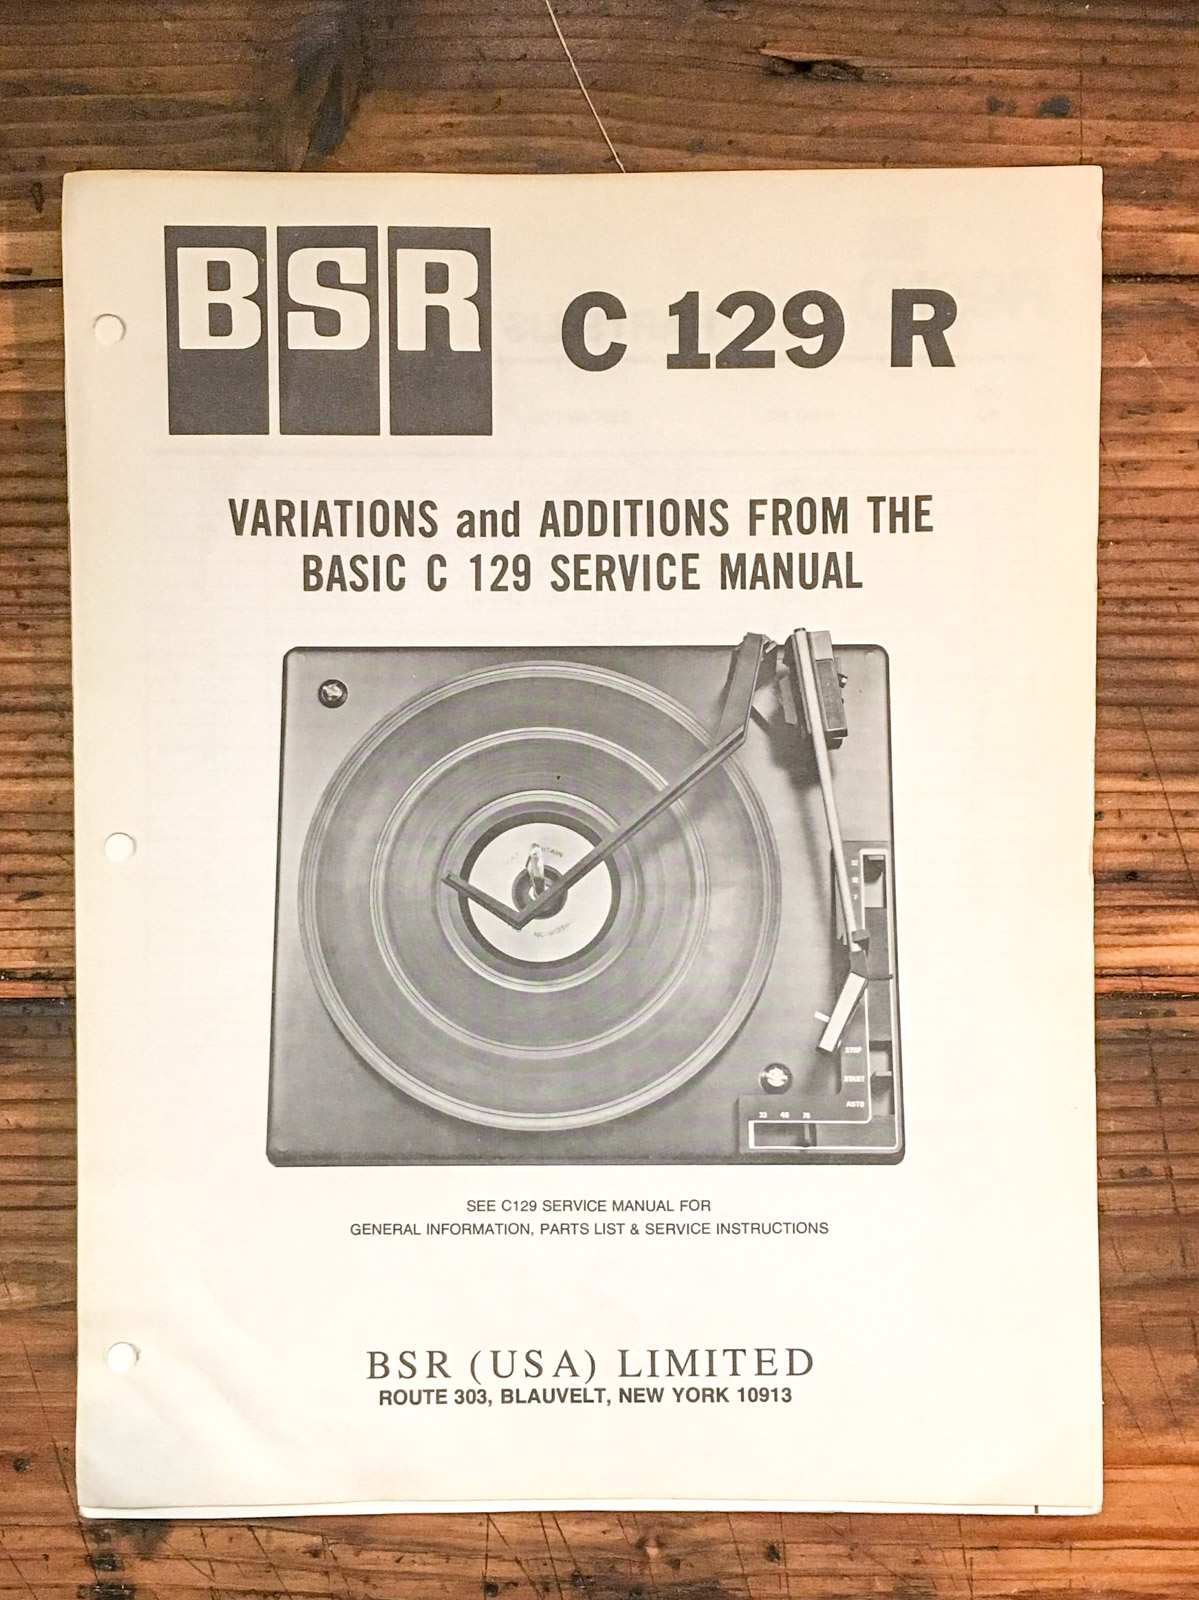 BSR
C 129 R
VARIATIONS and ADDITIONS FROM THE
BASIC C 129 SERVICE MANUAL
STOP
START
AUTO
33 45 78
SEE C129 SERVICE MANUAL FOR
GENERAL INFORMATION, PARTS LIST & SERVICE INSTRUCTIONS
BSR (USA) LIMITED
ROUTE 303, BLAUVELT, NEW YORK 10913